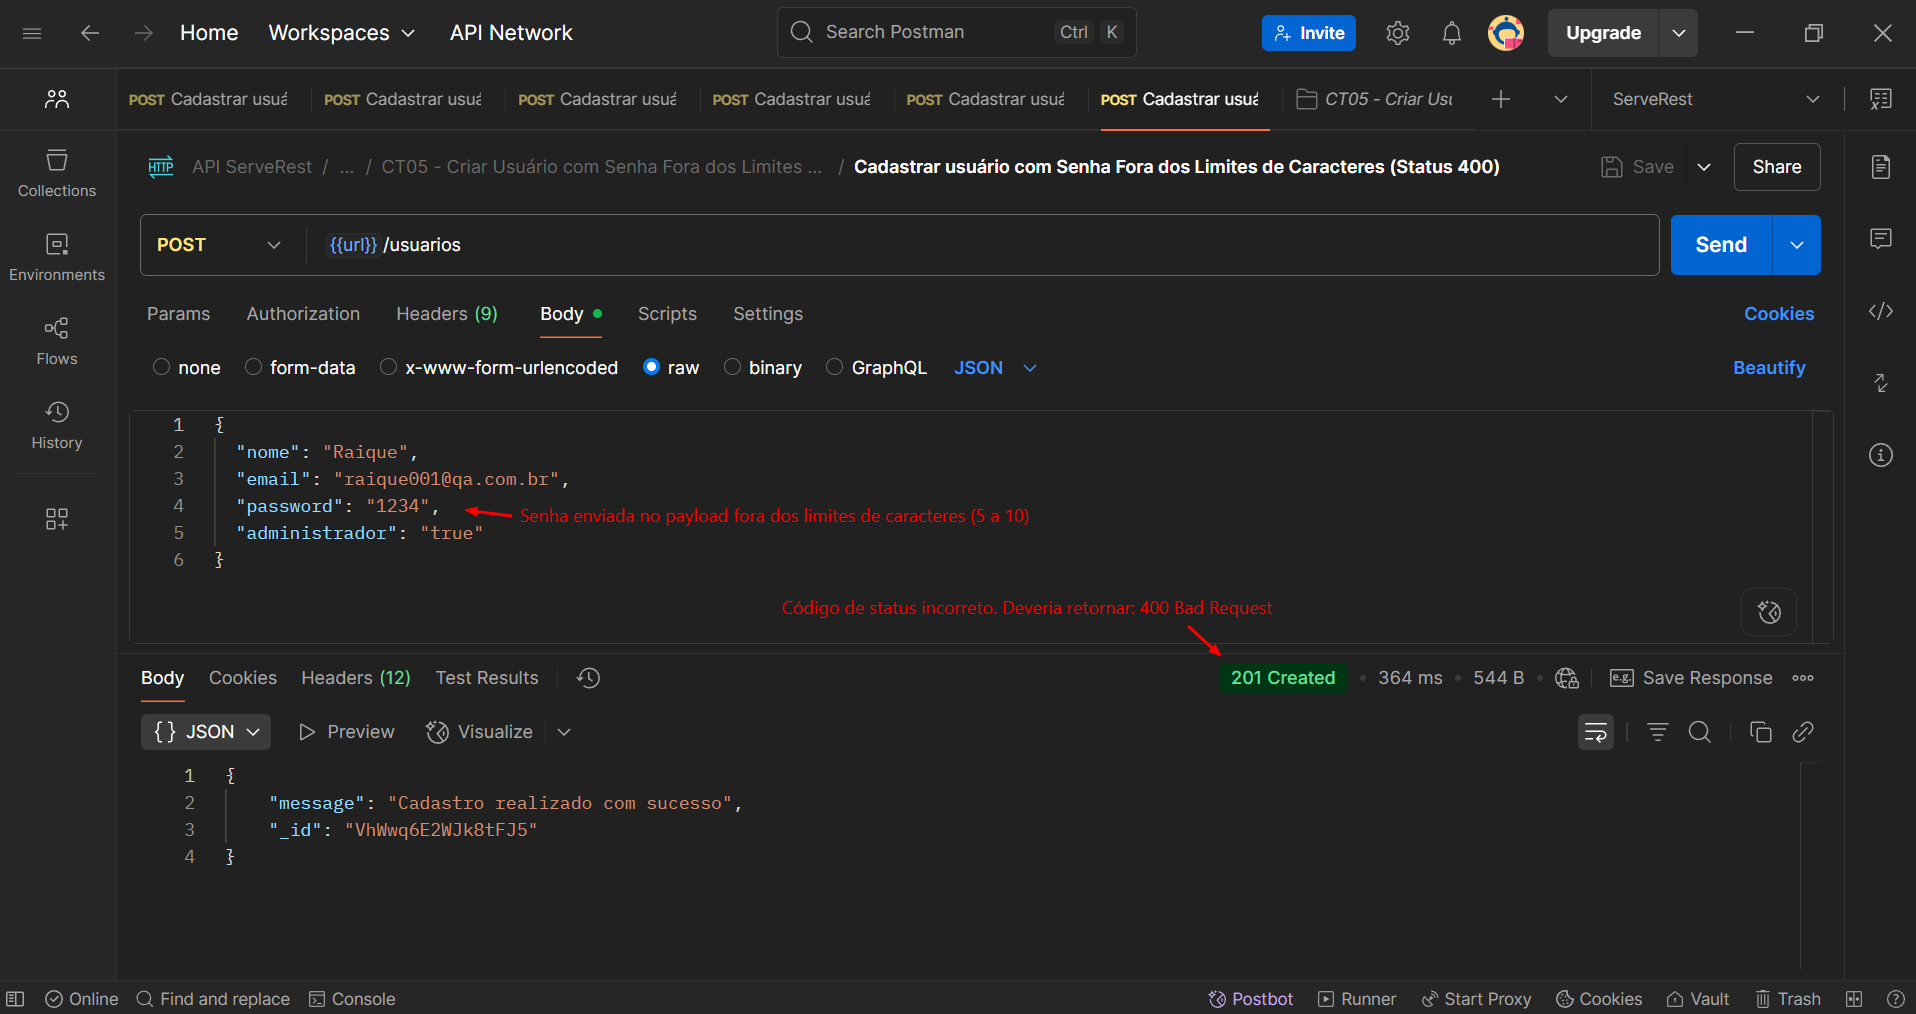 Home Workspaces API Network Search Postman Ctrl K Invite Upgrade
POST Cadastrar usuá POST Cadastrar usuá POST Cadastrar usuá POST Cadastrar usuá POST Cadastrar usuá POST Cadastrar usuá CT05 - Criar Usu ServeRest
HTTP API ServeRest / ... / CT05 - Criar Usuário com Senha Fora dos Limites ... / Cadastrar usuário com Senha Fora dos Limites de Caracteres (Status 400) Save Share
Collections
POST {{url}} /usuarios Send
Environments
Params Authorization Headers (9) Body Scripts Settings Cookies
Flows
none form-data x-www-form-urlencoded raw binary GraphQL JSON Beautify
History
1 {
2 "nome": "Raique",
3 "email": "raique001@qa.com.br",
4 "password": "1234",
Senha enviada no payload fora dos limites de caracteres (5 a 10)
5 "administrador": "true"
6 }
Código de status incorreto. Deveria retornar: 400 Bad Request
Body Cookies Headers (12) Test Results 201 Created • 364 ms • 544 B • e.g. Save Response
{} JSON Preview Visualize
1 {
2 "message": "Cadastro realizado com sucesso",
3 "_id": "VhWwq6E2WJk8tFJ5"
4 }
Online Find and replace Console Postbot Runner Start Proxy Cookies Vault Trash